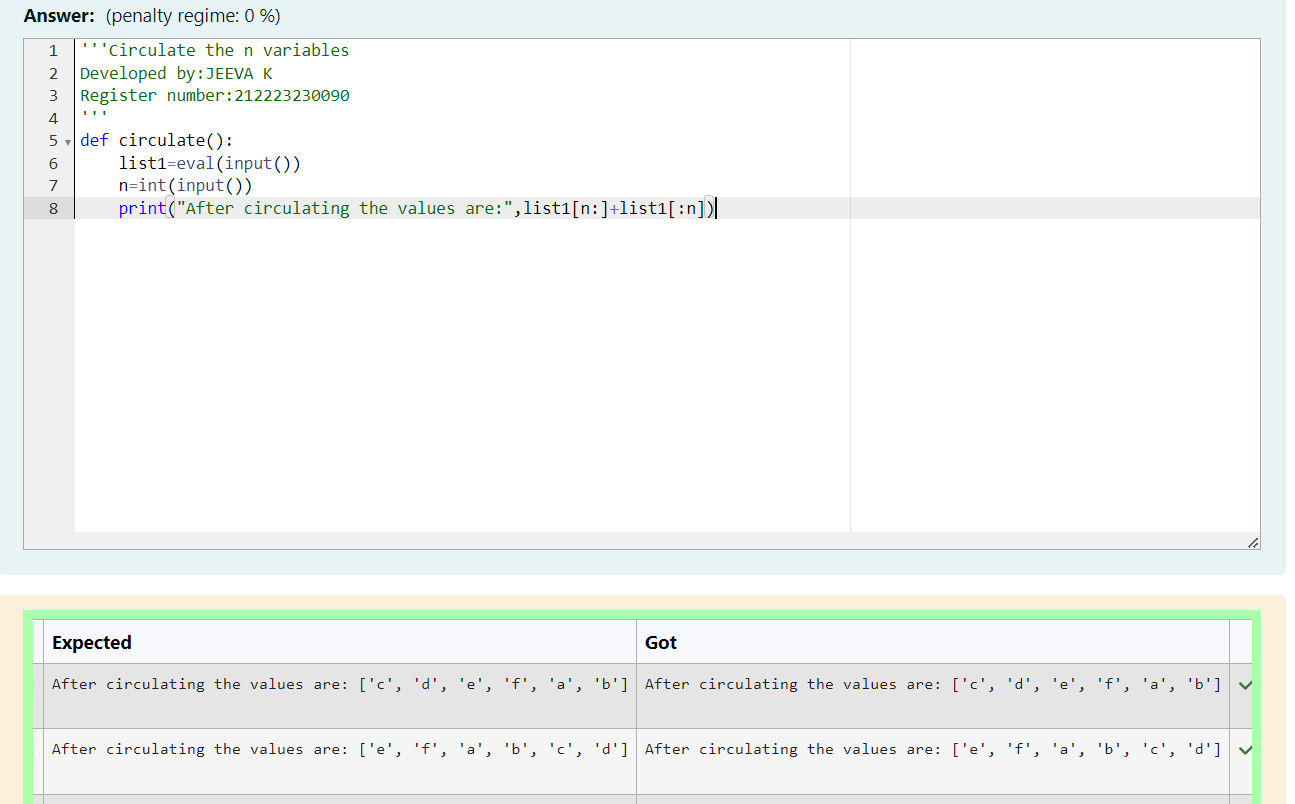 Answer: (penalty regime: 0 %)
1 '''Circulate the n variables
2 Developed by:JEEVA K
3 Register number:212223230090
4 '''
5 def circulate():
6     list1=eval(input())
7     n=int(input())
8     print("After circulating the values are:",list1[n:]+list1[:n])
Expected Got
After circulating the values are: ['c', 'd', 'e', 'f', 'a', 'b'] After circulating the values are: ['c', 'd', 'e', 'f', 'a', 'b']
After circulating the values are: ['e', 'f', 'a', 'b', 'c', 'd'] After circulating the values are: ['e', 'f', 'a', 'b', 'c', 'd']